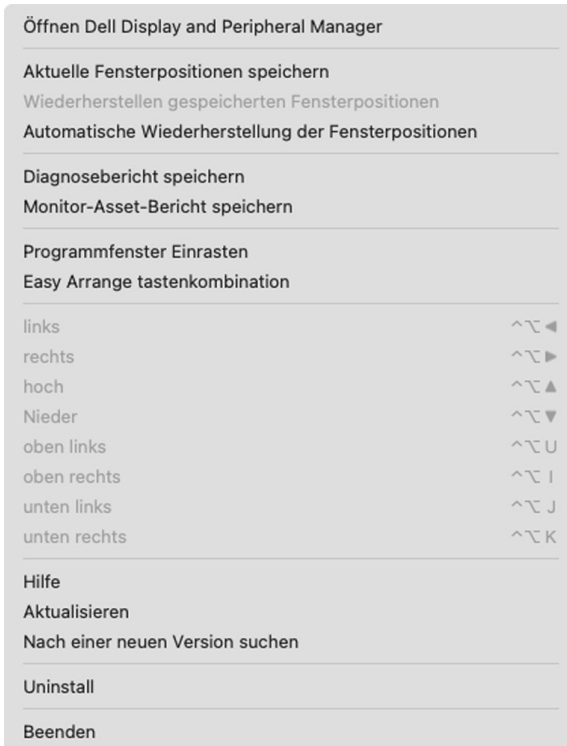 Öffnen Dell Display and Peripheral Manager
Aktuelle Fensterpositionen speichern
Wiederherstellen gespeicherten Fensterpositionen
Automatische Wiederherstellung der Fensterpositionen
Diagnosebericht speichern
Monitor-Asset-Bericht speichern
Programmfenster Einrasten
Easy Arrange tastenkombination
links ⌃⌥◀
rechts ⌃⌥▶
hoch ⌃⌥▲
Nieder ⌃⌥▼
oben links ⌃⌥U
oben rechts ⌃⌥I
unten links ⌃⌥J
unten rechts ⌃⌥K
Hilfe
Aktualisieren
Nach einer neuen Version suchen
Uninstall
Beenden